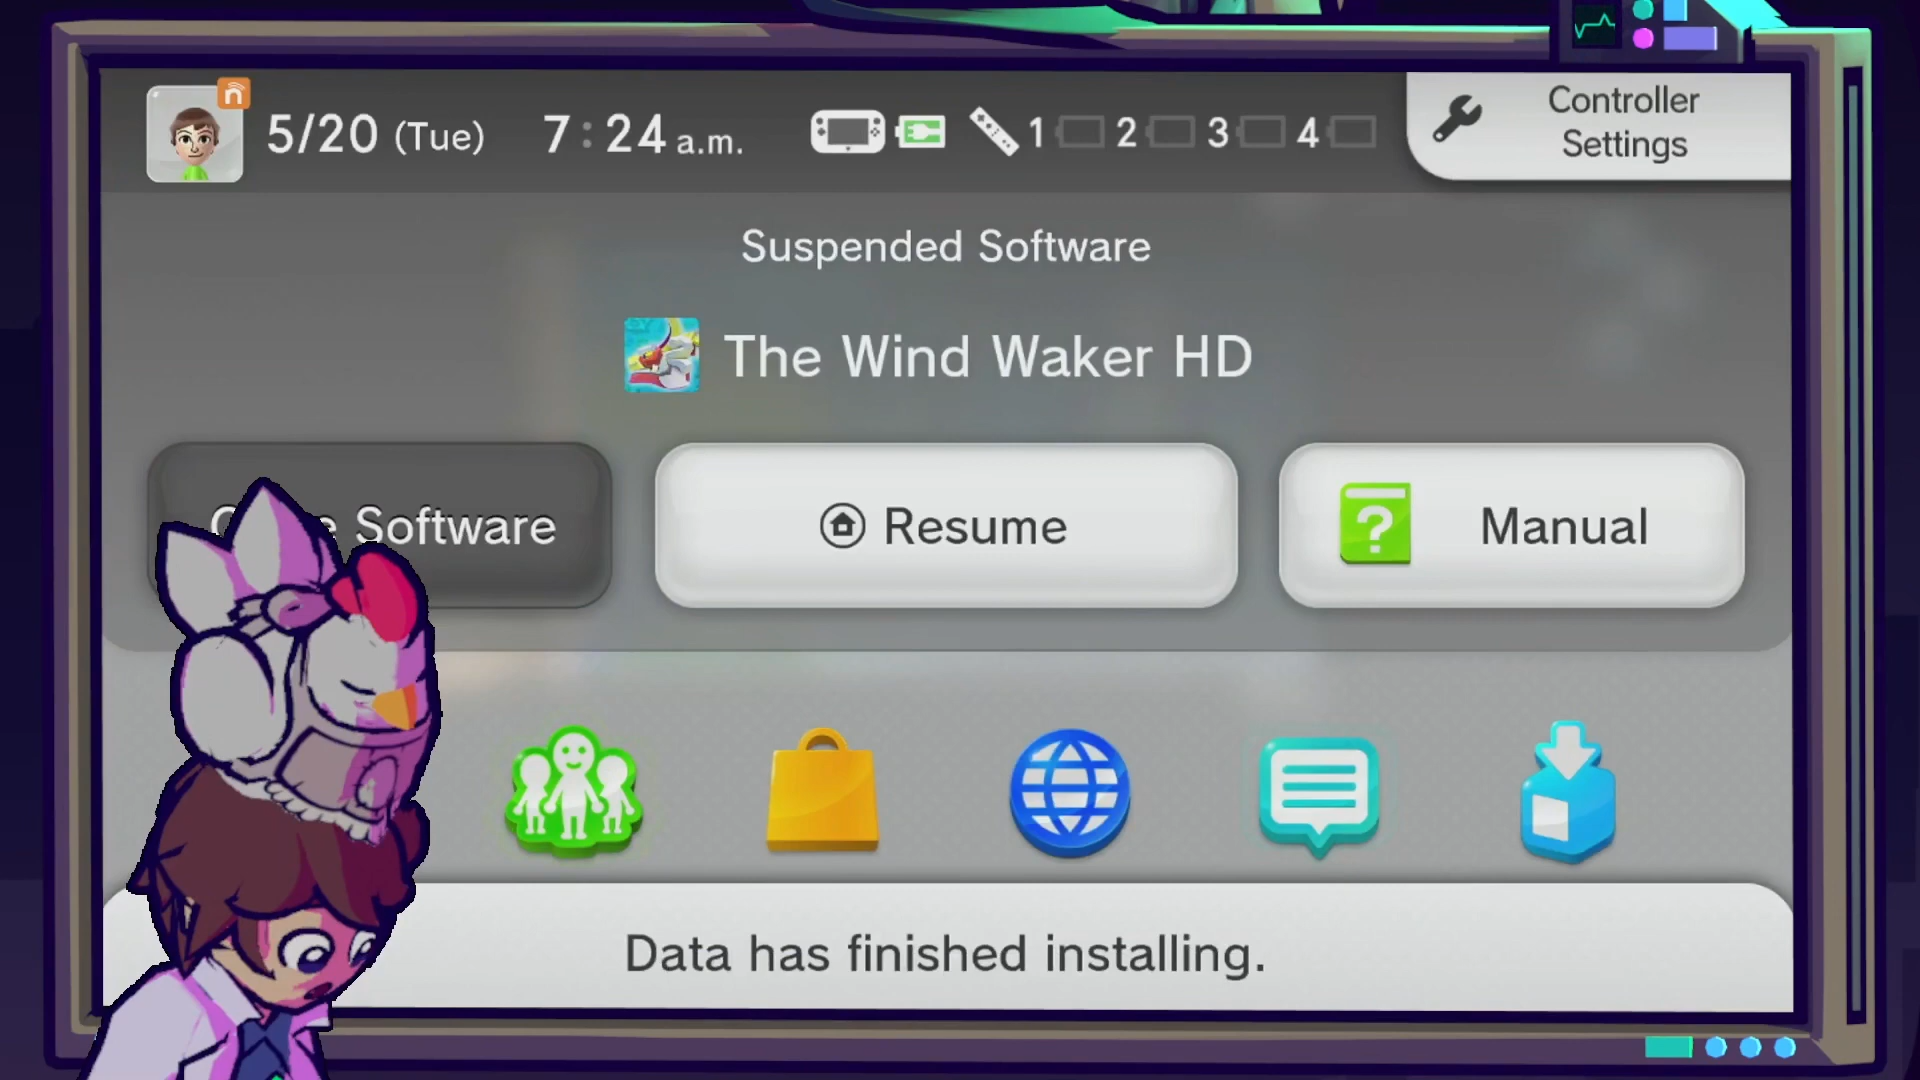 5/20 (Tue) 7:24 a.m. 1 2 3 4
Controller
Settings
Suspended Software
The Wind Waker HD
Software
Resume
? Manual
Data has finished installing.